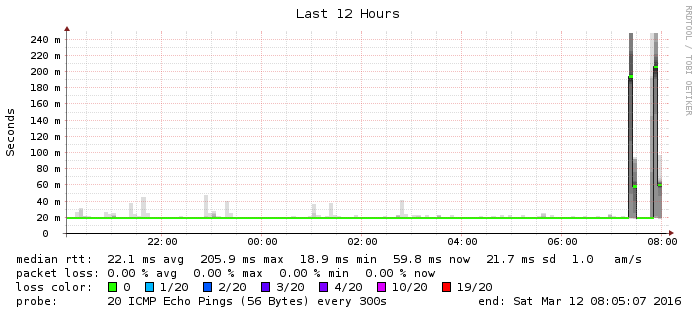 Last 12 Hours
RRDTOOL / TOBI OETIKER
Seconds
240 m
220 m
200 m
180 m
160 m
140 m
120 m
100 m
80 m
60 m
40 m
20 m
0
22:00 00:00 02:00 04:00 06:00 08:00
median rtt: 22.1 ms avg 205.9 ms max 18.9 ms min 59.8 ms now 21.7 ms sd 1.0 am/s
packet loss: 0.00 % avg 0.00 % max 0.00 % min 0.00 % now
loss color: 0 1/20 2/20 3/20 4/20 10/20 19/20
probe: 20 ICMP Echo Pings (56 Bytes) every 300s end: Sat Mar 12 08:05:07 2016